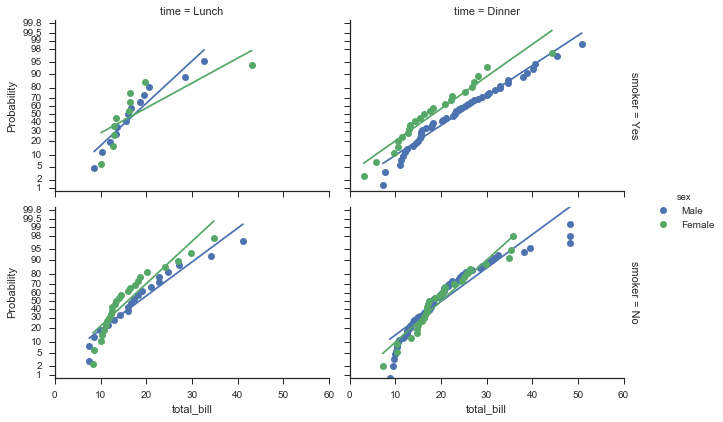 time = Lunch
time = Dinner
99.8
99.5
99
98
95
90
80
70
60
50
40
30
20
10
5
2
1
Probability
smoker = Yes
99.8
99.5
99
98
95
90
80
70
60
50
40
30
20
10
5
2
1
Probability
smoker = No
sex
Male
Female
0 10 20 30 40 50 60
0 10 20 30 40 50 60
total_bill
total_bill